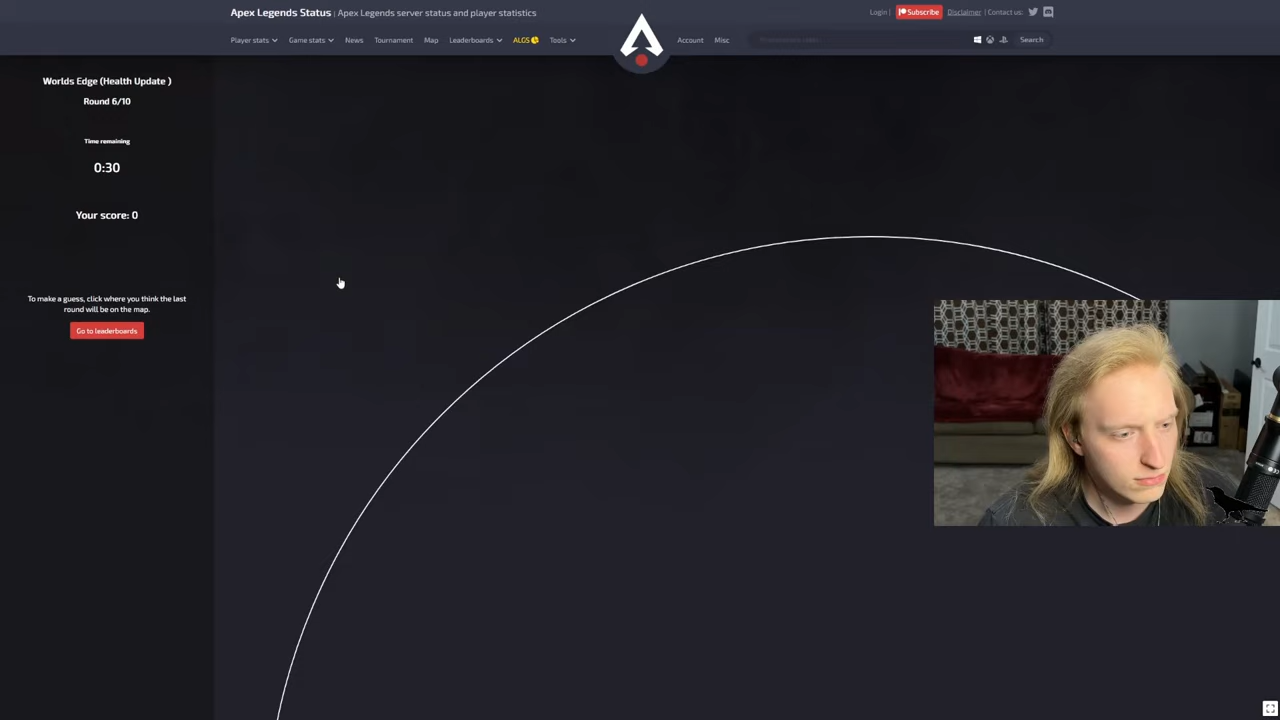 Apex Legends Status | Apex Legends server status and player statistics
Login | Subscribe Disclaimer | Contact us:
Player stats Game stats News Tournament Map Leaderboards ALGS Tools Account Misc Search
Worlds Edge (Health Update )
Round 6/10
Time remaining
0:30
Your score: 0
To make a guess, click where you think the last
round will be on the map.
Go to leaderboards